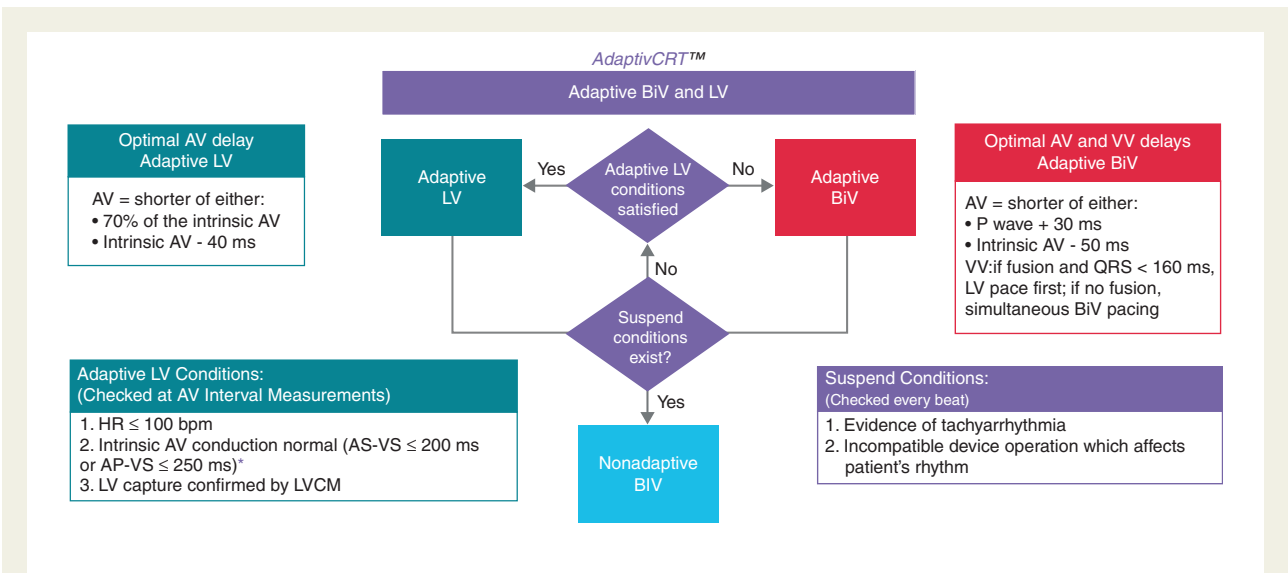 AdaptivCRT™
Adaptive BiV and LV
Optimal AV delay
Adaptive LV
AV = shorter of either:
• 70% of the intrinsic AV
• Intrinsic AV - 40 ms
Adaptive
LV
Yes
Adaptive LV
conditions
satisfied
No
Adaptive
BiV
Optimal AV and VV delays
Adaptive BiV
AV = shorter of either:
• P wave + 30 ms
• Intrinsic AV - 50 ms
VV:if fusion and QRS < 160 ms,
LV pace first; if no fusion,
simultaneous BiV pacing
No
Suspend
conditions
exist?
Yes
Nonadaptive
BIV
Adaptive LV Conditions:
(Checked at AV Interval Measurements)
1. HR ≤ 100 bpm
2. Intrinsic AV conduction normal (AS-VS ≤ 200 ms
or AP-VS ≤ 250 ms)*
3. LV capture confirmed by LVCM
Suspend Conditions:
(Checked every beat)
1. Evidence of tachyarrhythmia
2. Incompatible device operation which affects
patient's rhythm